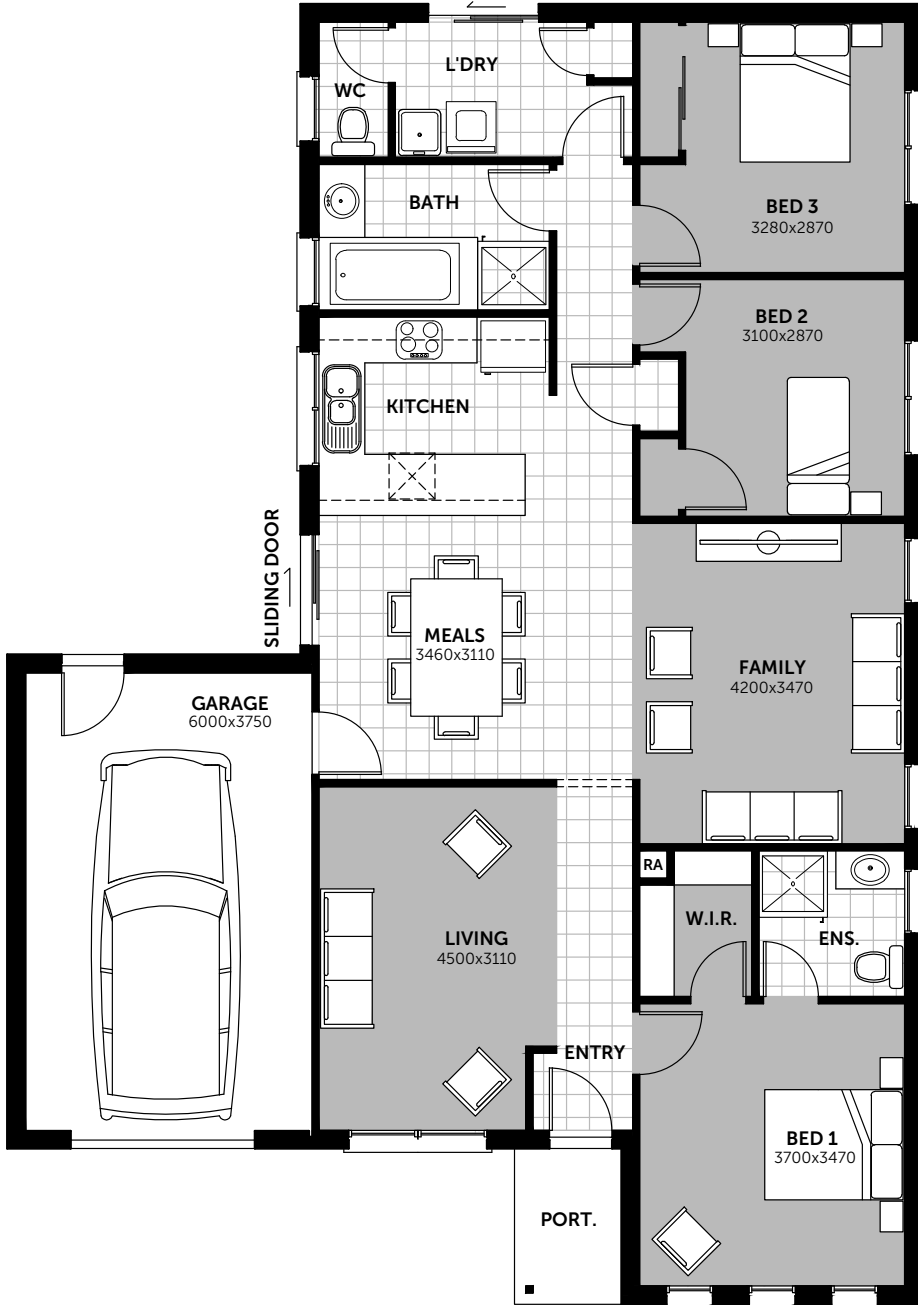 L'DRY
WC
BATH
BED 3
3280x2870
BED 2
3100x2870
KITCHEN
SLIDING DOOR
MEALS
3460x3110
FAMILY
4200x3470
GARAGE
6000x3750
RA
W.I.R.
ENS.
LIVING
4500x3110
ENTRY
BED 1
3700x3470
PORT.